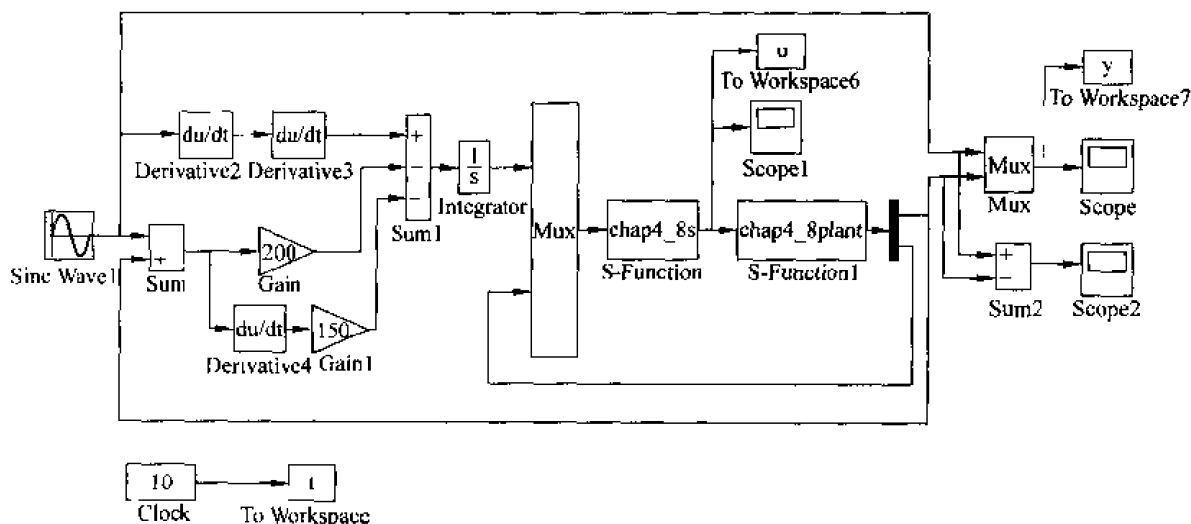 u
To Workspace6
y
To Workspace7
Scope1
du/dt
du/dt
Derivative2
Derivative3
+
−
−
Sum1
1
s
Integrator
Mux
Mux
Mux
Scope
Sinc Wave1
+
Sum
200
Gain
chap4_8s
S-Function
chap4_8plant
S-Function1
+
−
Sum2
Scope2
du/dt
Derivative4
150
Gain1
10
Clock
t
To Workspace